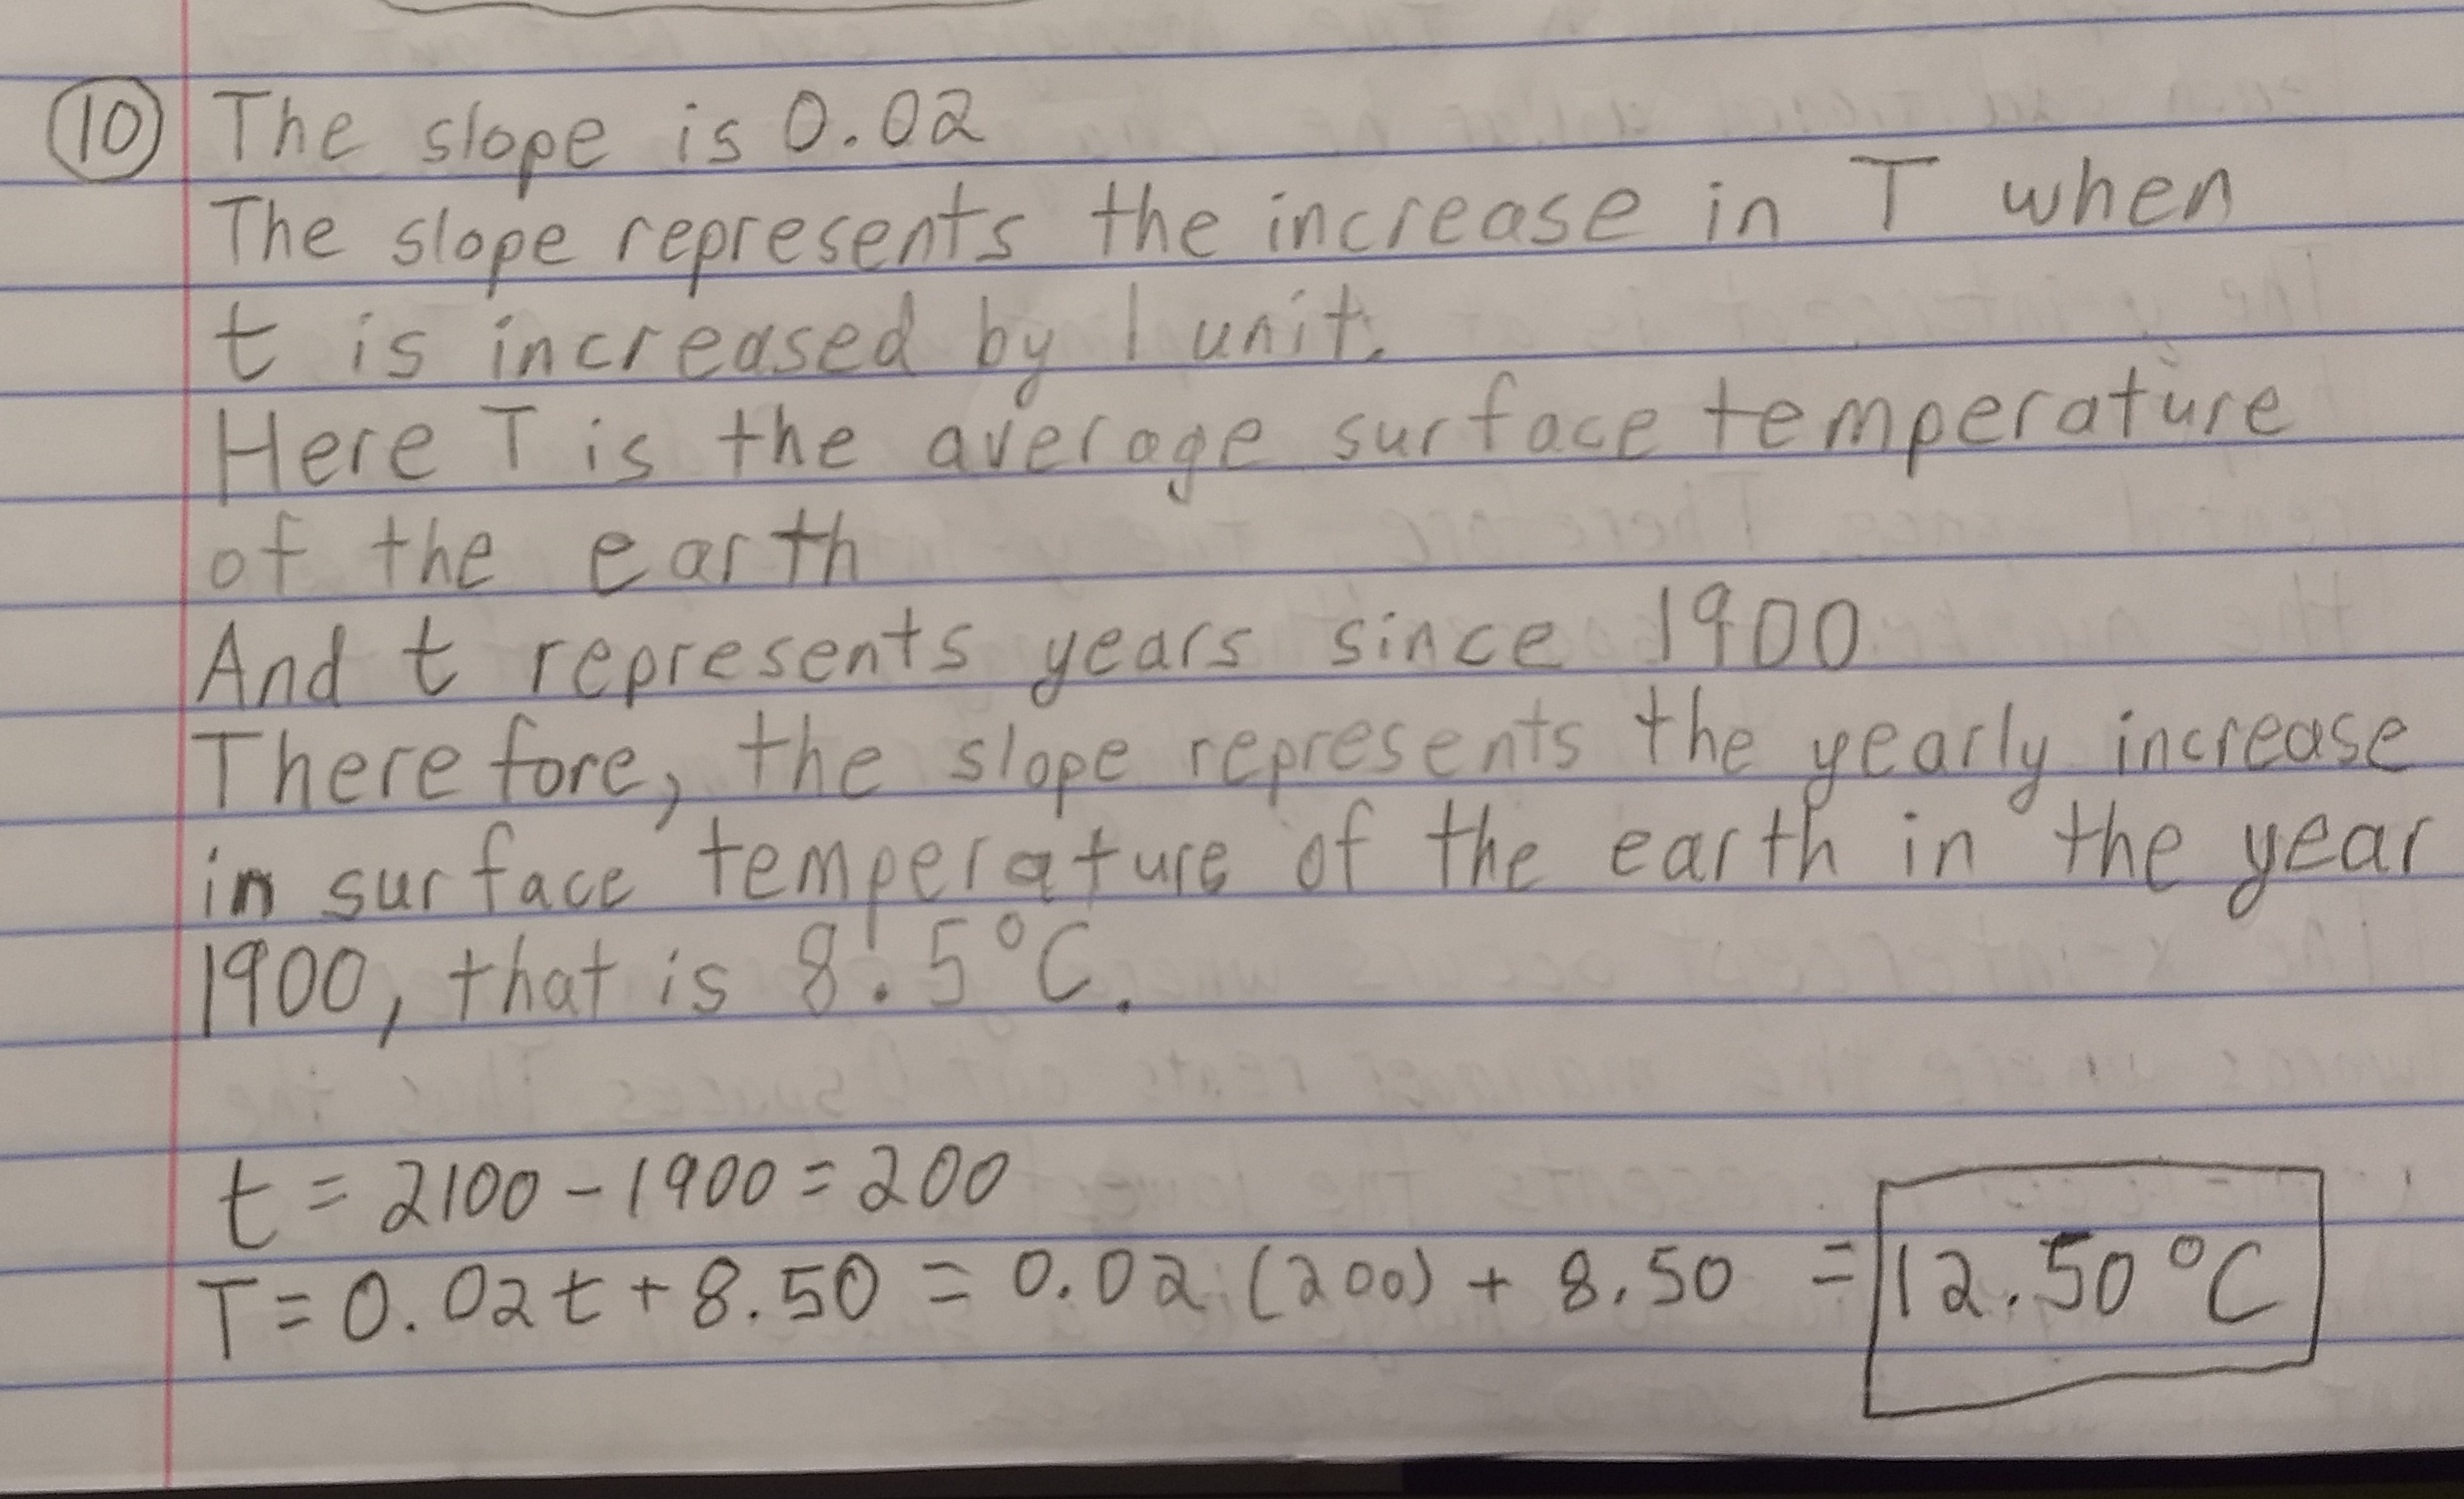 10 The slope is 0.02
The slope represents the increase in T when
t is increased by 1 unit.
Here T is the average surface temperature
of the earth
And t represents years since 1900
Therefore, the slope represents the yearly increase
in surface temperature of the earth in the year
1900, that is 8.5°C.
t = 2100 - 1900 = 200
T = 0.02t + 8.50 = 0.02 (200) + 8.50 = 12.50°C